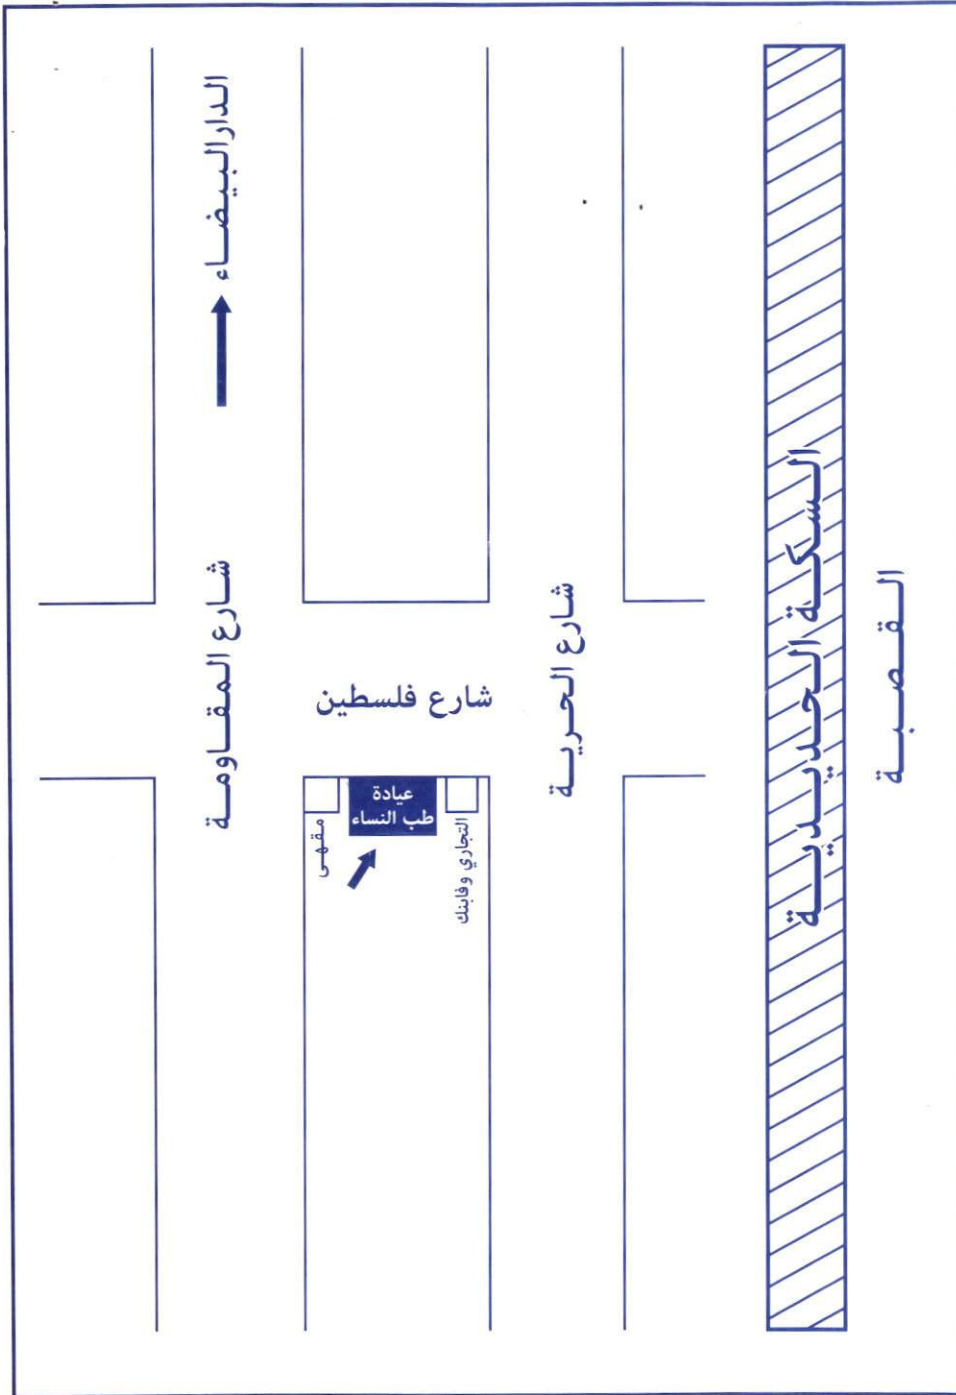 الدار البيضاء
شارع المقاومة
شارع فلسطين
شارع الحرية
عيادة
طب النساء
مقهى
التجاري وفابنك
السكة الحديدية
القصبة